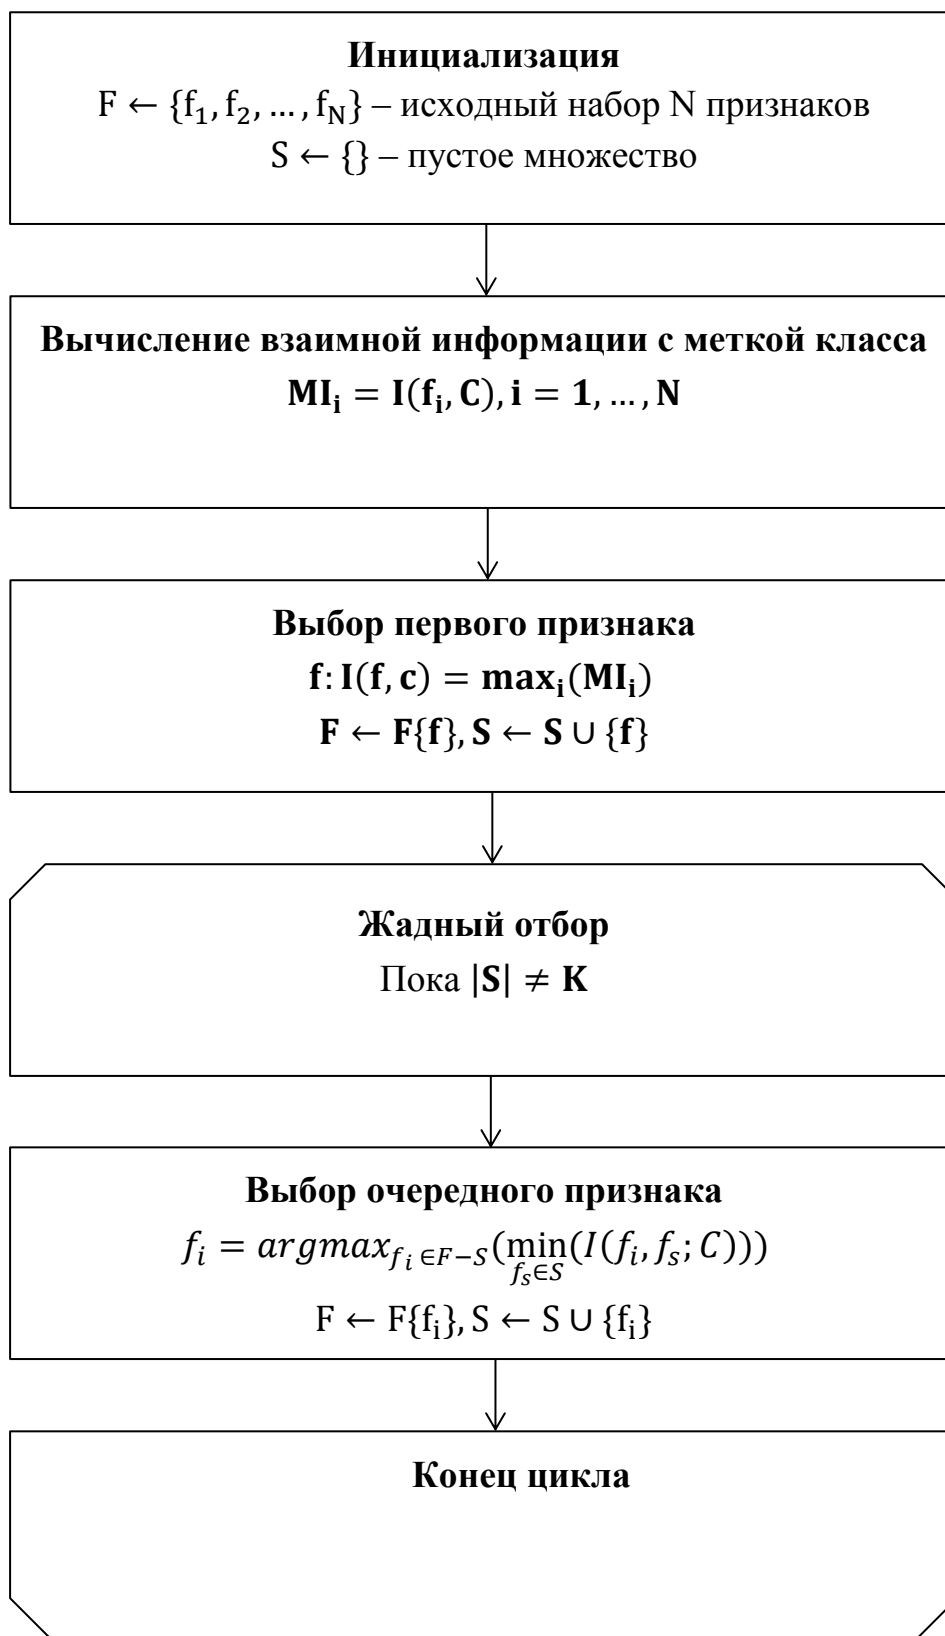 Инициализация
F ← {f₁, f₂, … , f_N} – исходный набор N признаков
S ← {} – пустое множество
Вычисление взаимной информации с меткой класса
MI_i = I(f_i, C), i = 1, … , N
Выбор первого признака
f: I(f, c) = max_i(MI_i)
F ← F{f}, S ← S ∪ {f}
Жадный отбор
Пока |S| ≠ K
Выбор очередного признака
f_i = argmax_{f_i ∈ F−S}(min_{f_s∈S}(I(f_i, f_s; C)))
F ← F{f_i}, S ← S ∪ {f_i}
Конец цикла